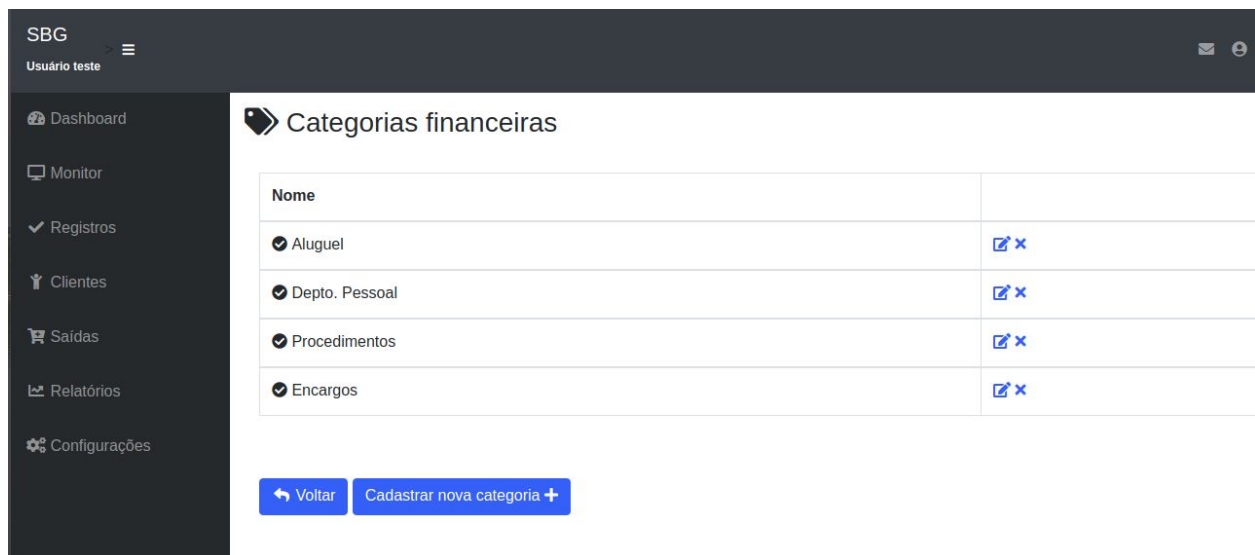 SBG
>
Usuário teste
Dashboard
Monitor
Registros
Clientes
Saídas
Relatórios
Configurações
Categorias financeiras
Nome
Aluguel
Depto. Pessoal
Procedimentos
Encargos
Voltar
Cadastrar nova categoria